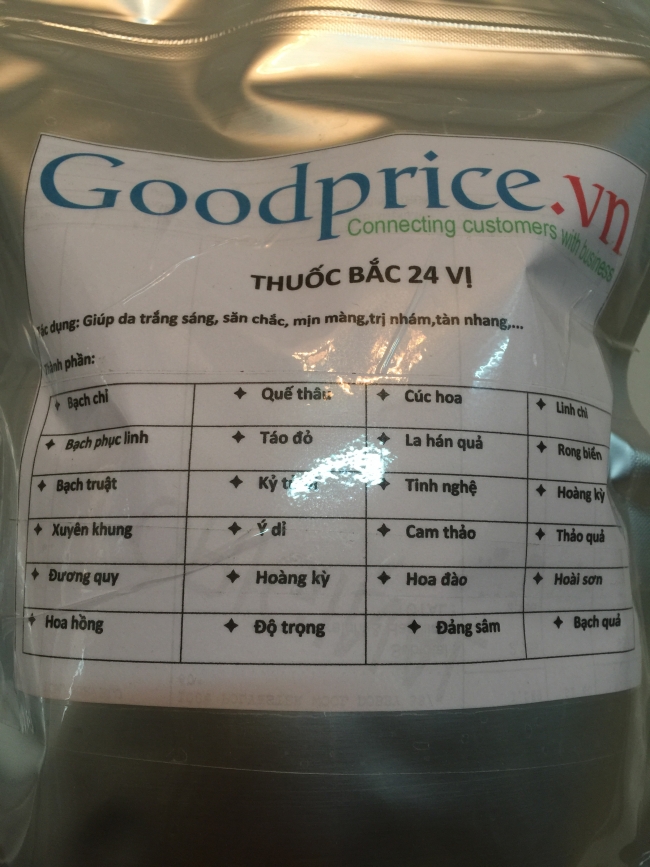 Goodprice.vn
Connecting customers with business
THUỐC BẮC 24 VỊ
dụng: Giúp da trắng sáng, săn chắc, mịn màng,trị nhám,tàn nhang,...
phần:
✦ Bạch chỉ ✦ Quế thâu ✦ Cúc hoa ✦ Linh chi
✦ Bạch phục linh ✦ Táo đỏ ✦ La hán quả ✦ Rong biển
✦ Bạch truật ✦ Kỷ ✦ Tinh nghệ ✦ Hoàng kỳ
✦ Xuyên khung ✦ Ý dĩ ✦ Cam thảo ✦ Thảo quả
✦ Đương quy ✦ Hoàng kỳ ✦ Hoa đào ✦ Hoài sơn
✦ Hoa hồng ✦ Độ trọng ✦ Đảng sâm ✦ Bạch quả